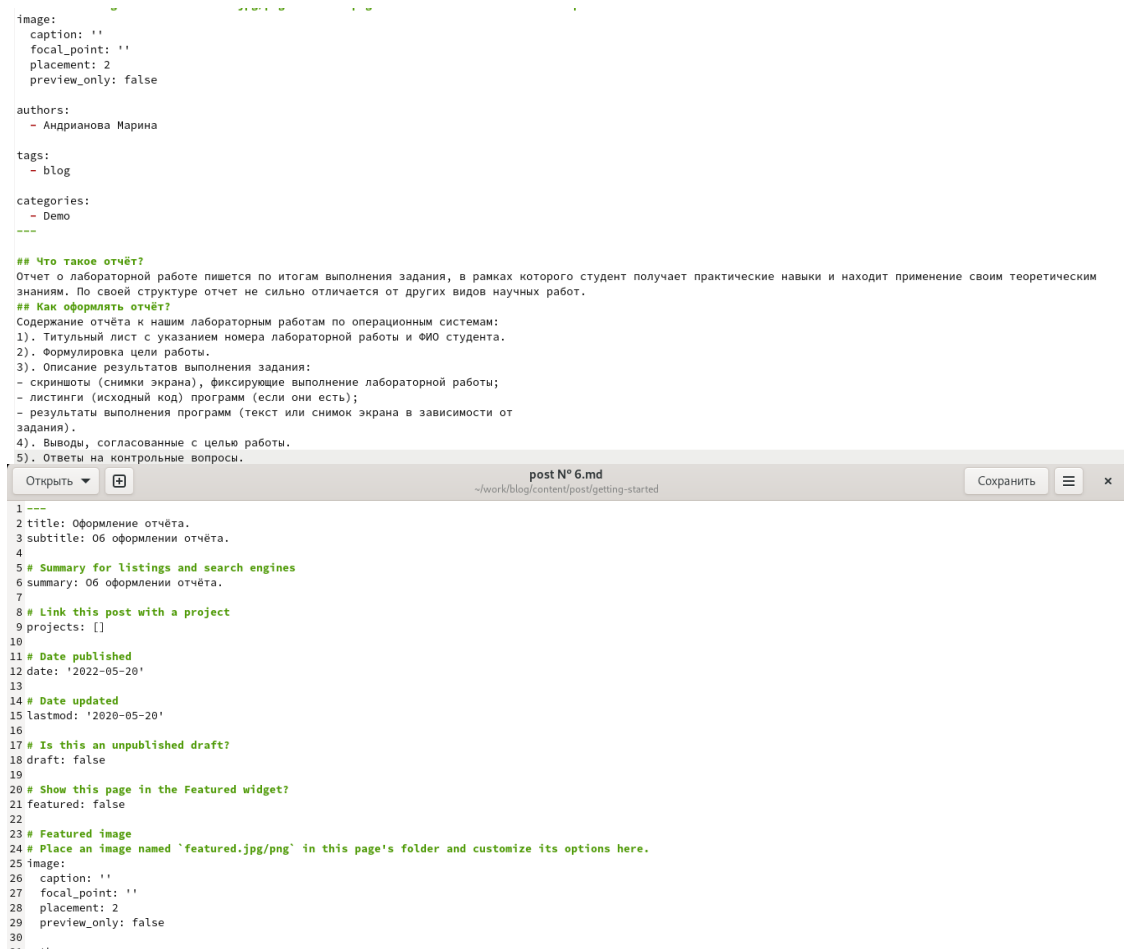 image:
  caption: ''
  focal_point: ''
  placement: 2
  preview_only: false
authors:
  - Андрианова Марина
tags:
  - blog
categories:
  - Demo
---
## Что такое отчёт?
Отчет о лабораторной работе пишется по итогам выполнения задания, в рамках которого студент получает практические навыки и находит применение своим теоретическим
знаниям. По своей структуре отчет не сильно отличается от других видов научных работ.
## Как оформлять отчёт?
Содержание отчёта к нашим лабораторным работам по операционным системам:
1). Титульный лист с указанием номера лабораторной работы и ФИО студента.
2). Формулировка цели работы.
3). Описание результатов выполнения задания:
– скриншоты (снимки экрана), фиксирующие выполнение лабораторной работы;
– листинги (исходный код) программ (если они есть);
– результаты выполнения программ (текст или снимок экрана в зависимости от
задания).
4). Выводы, согласованные с целью работы.
5). Ответы на контрольные вопросы.
Открыть
post № 6.md
~/work/blog/content/post/getting-started
Сохранить
1 ---
2 title: Оформление отчёта.
3 subtitle: Об оформлении отчёта.
4
5 # Summary for listings and search engines
6 summary: Об оформлении отчёта.
7
8 # Link this post with a project
9 projects: []
10
11 # Date published
12 date: '2022-05-20'
13
14 # Date updated
15 lastmod: '2020-05-20'
16
17 # Is this an unpublished draft?
18 draft: false
19
20 # Show this page in the Featured widget?
21 featured: false
22
23 # Featured image
24 # Place an image named `featured.jpg/png` in this page's folder and customize its options here.
25 image:
26   caption: ''
27   focal_point: ''
28   placement: 2
29   preview_only: false
30